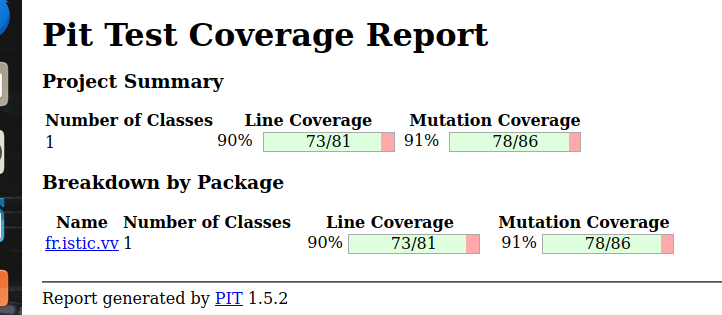 Pit Test Coverage Report
Project Summary
Number of Classes Line Coverage Mutation Coverage
1 90% 73/81 91% 78/86
Breakdown by Package
Name Number of Classes Line Coverage Mutation Coverage
fr.istic.vv 1 90% 73/81 91% 78/86
Report generated by PIT 1.5.2